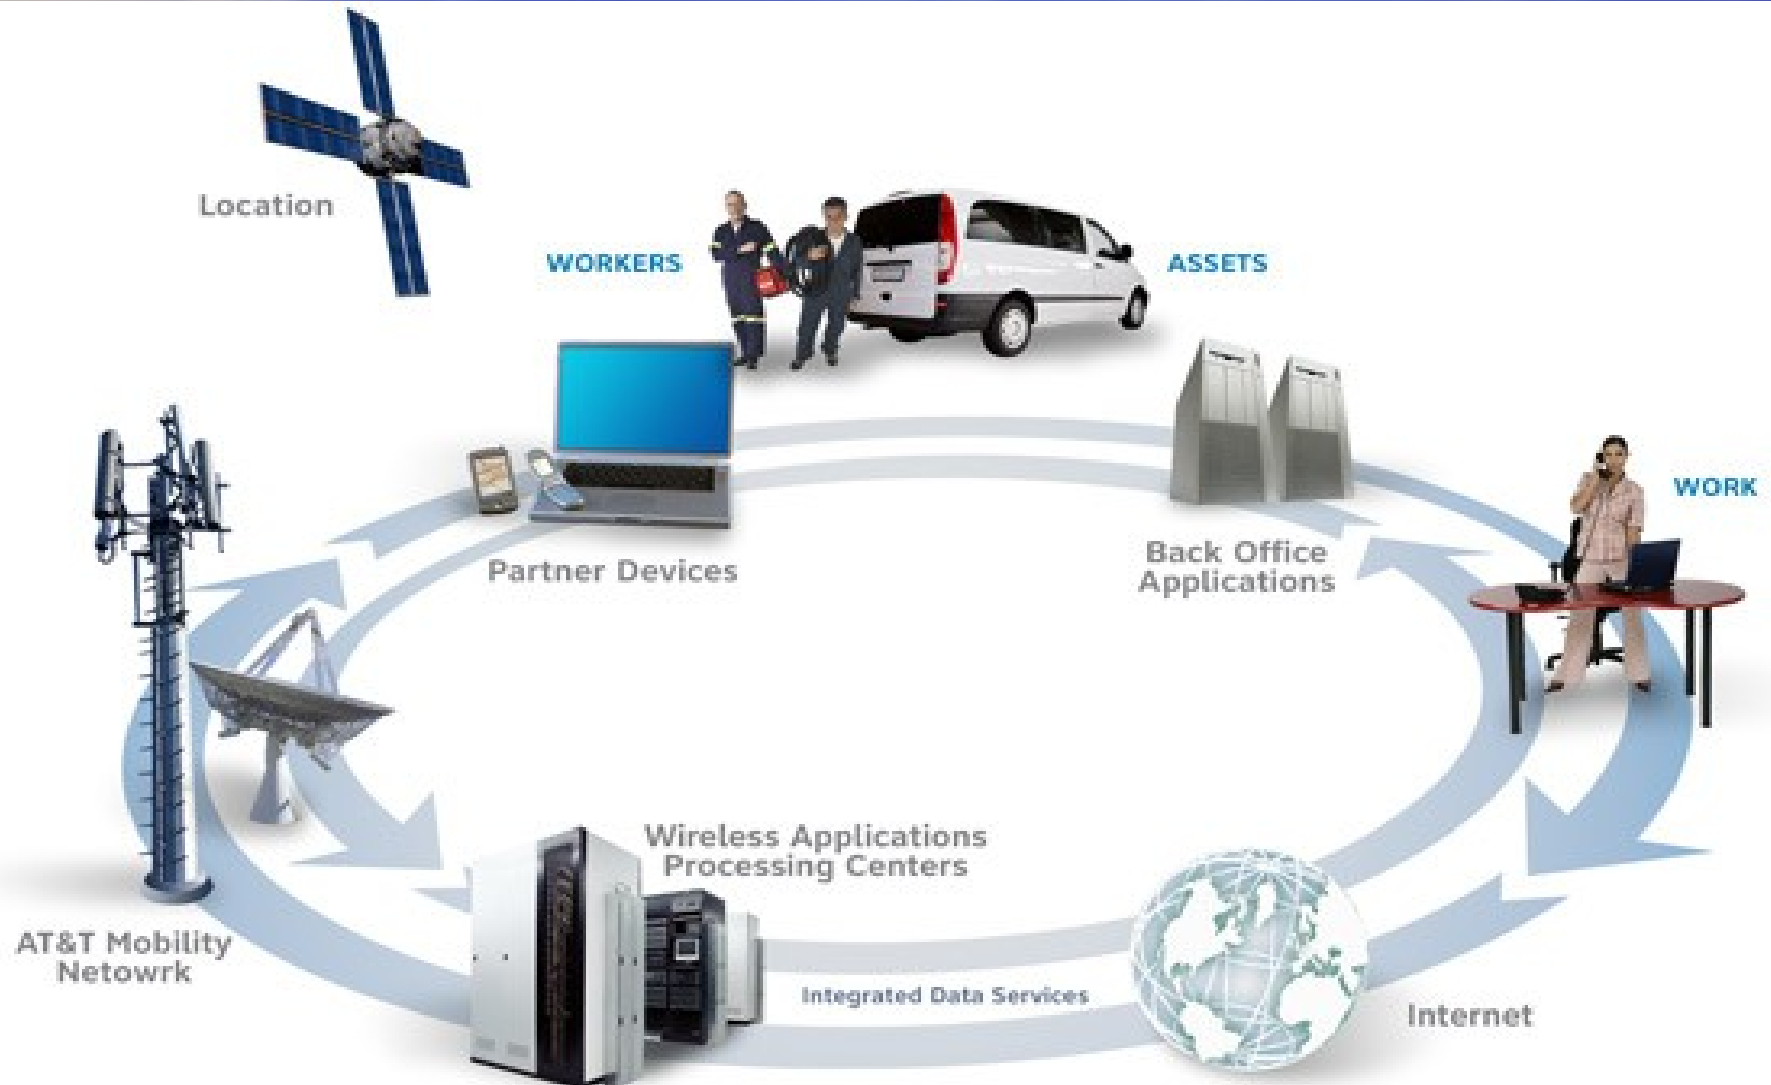 Location
WORKERS
ASSETS
WORK
Partner Devices
Back Office
Applications
Wireless Applications
Processing Centers
AT&T Mobility
Netowrk
Integrated Data Services
Internet